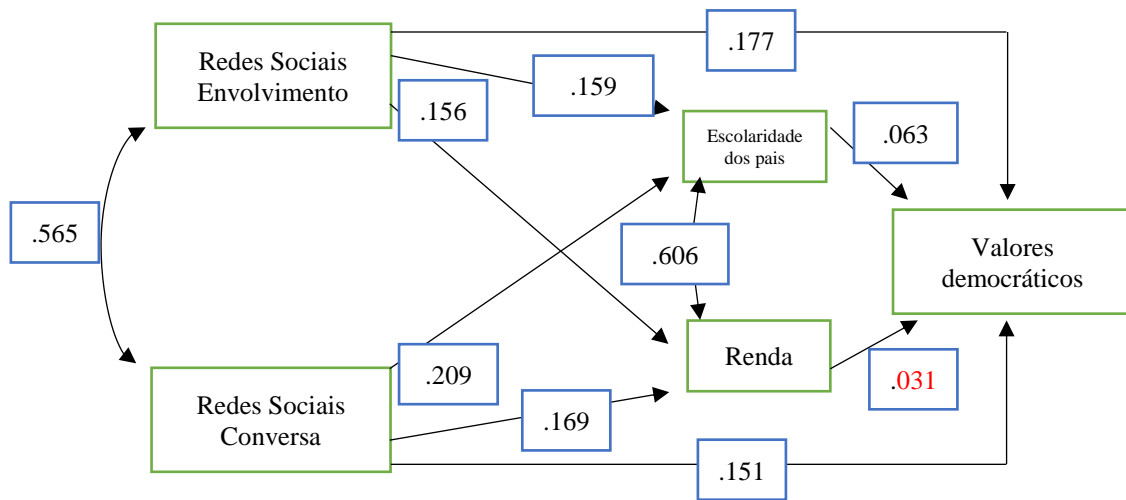 .177
Redes Sociais
Envolvimento
.159
.156
Escolaridade
dos pais
.063
.565
.606
Valores
democráticos
Renda
.031
.209
Redes Sociais
Conversa
.169
.151